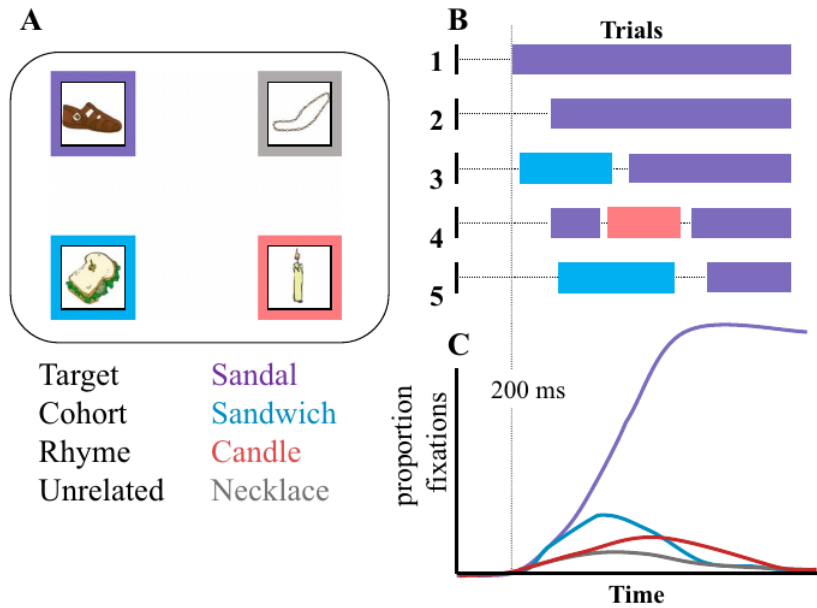 A
B
Trials
1
2
3
4
5
C
200 ms
proportion
fixations
Time
Target Sandal
Cohort Sandwich
Rhyme Candle
Unrelated Necklace